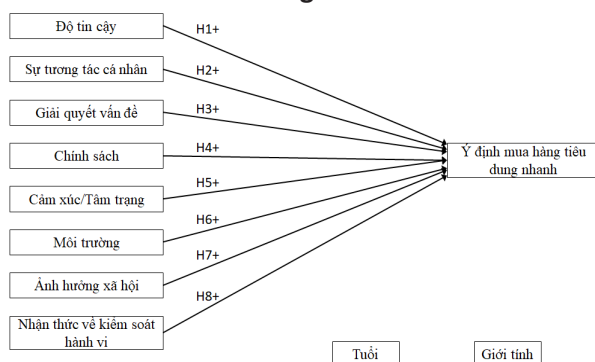 Độ tin cậy
H1+
Sự tương tác cá nhân
H2+
Giải quyết vấn đề
H3+
Chính sách
H4+
Ý định mua hàng tiêu
dung nhanh
Cảm xúc/Tâm trạng
H5+
Môi trường
H6+
Ảnh hưởng xã hội
H7+
Nhận thức về kiểm soát
hành vi
H8+
Tuổi
Giới tính